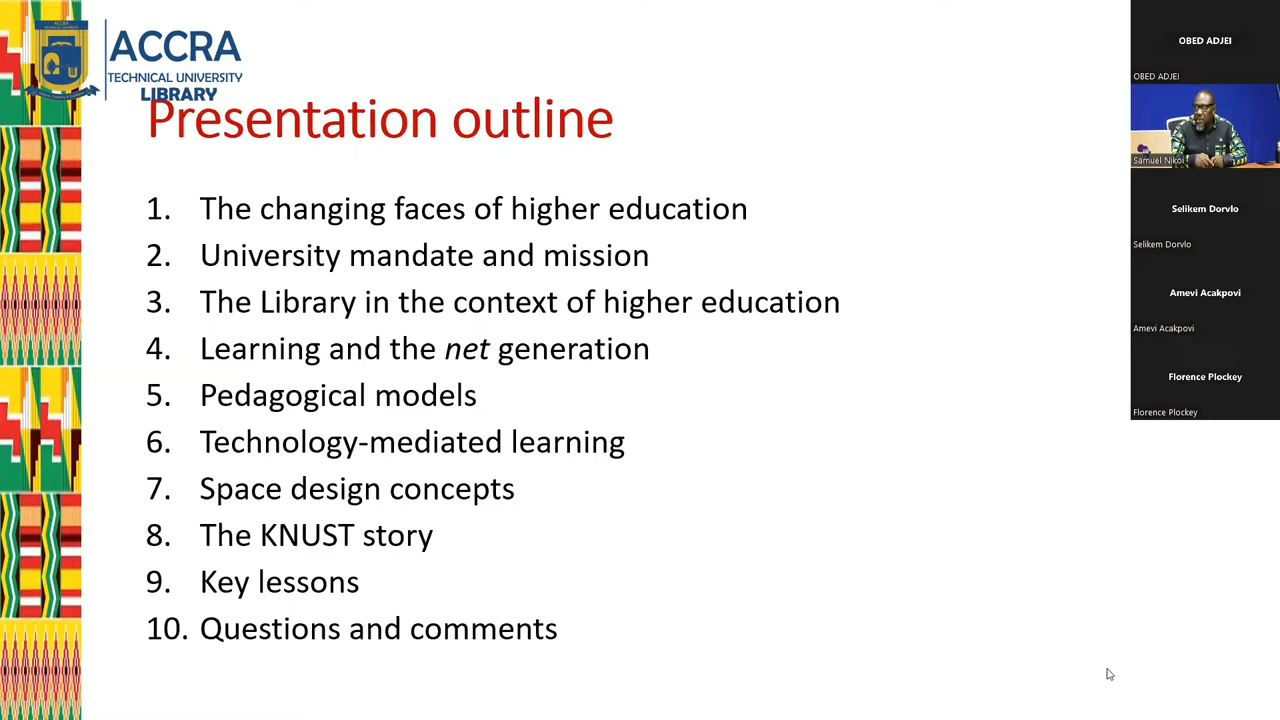 ACCRA
TECHNICAL UNIVERSITY
LIBRARY
Presentation outline
1. The changing faces of higher education
2. University mandate and mission
3. The Library in the context of higher education
4. Learning and the net generation
5. Pedagogical models
6. Technology-mediated learning
7. Space design concepts
8. The KNUST story
9. Key lessons
10. Questions and comments
OBED ADJEI
OBED ADJEI
Samuel Nikoi
Selikem Dorvlo
Selikem Dorvlo
Amevi Acakpovi
Amevi Acakpovi
Florence Plockey
Florence Plockey